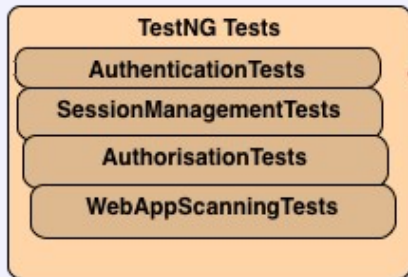 TestNG Tests
AuthenticationTests
SessionManagementTests
AuthorisationTests
WebAppScanningTests